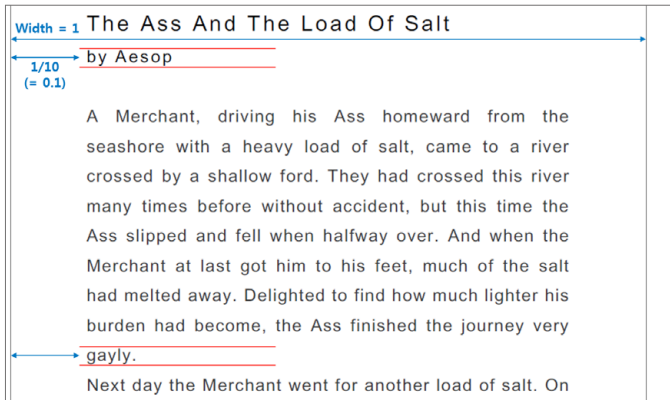 The Ass And The Load Of Salt
Width = 1
by Aesop
1/10
(= 0.1)
A Merchant, driving his Ass homeward from the
seashore with a heavy load of salt, came to a river
crossed by a shallow ford. They had crossed this river
many times before without accident, but this time the
Ass slipped and fell when halfway over. And when the
Merchant at last got him to his feet, much of the salt
had melted away. Delighted to find how much lighter his
burden had become, the Ass finished the journey very
gayly.
Next day the Merchant went for another load of salt. On